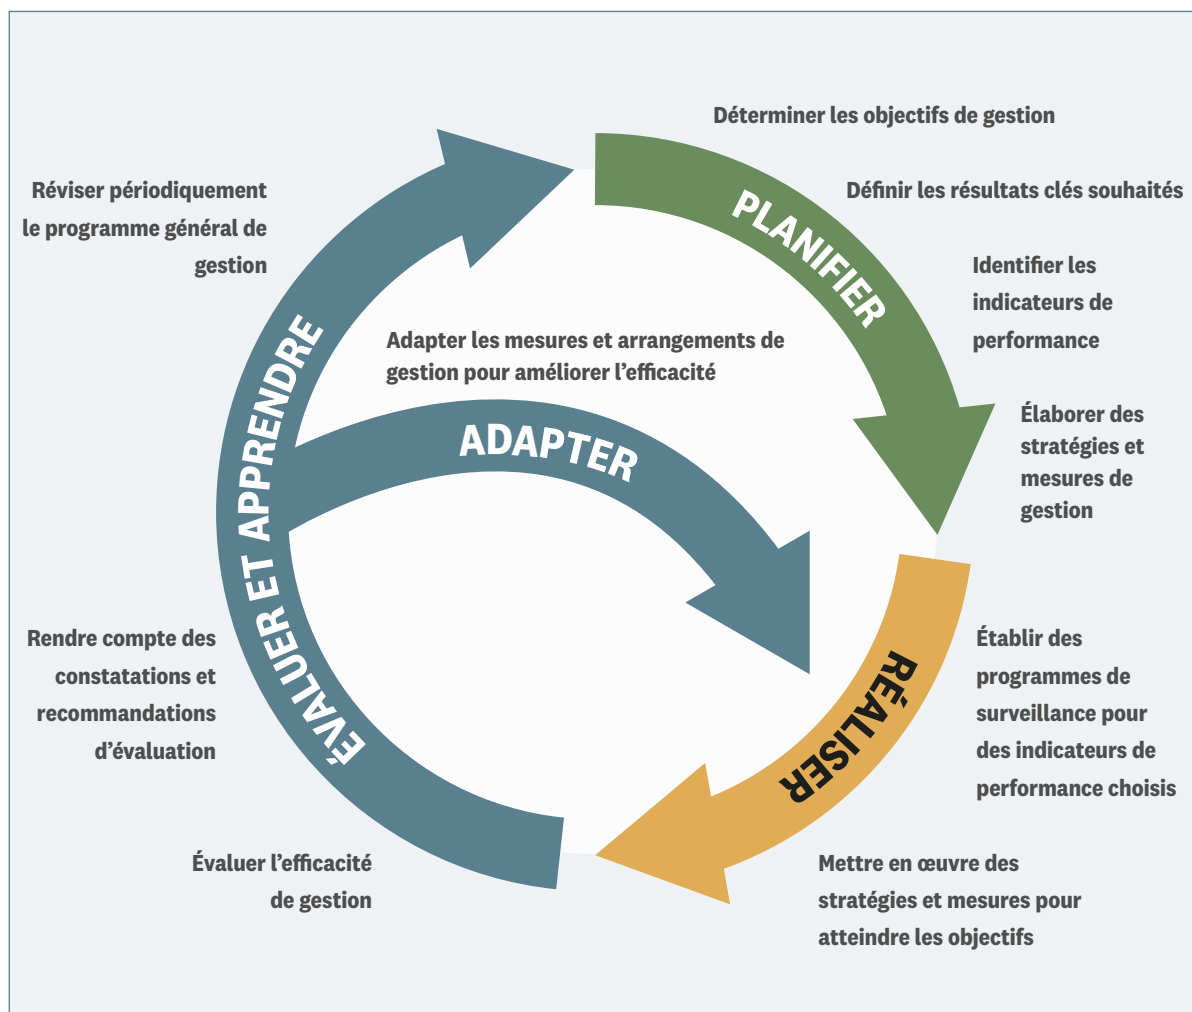 Déterminer les objectifs de gestion
Définir les résultats clés souhaités
Identifier les
indicateurs de
performance
Élaborer des
stratégies et
mesures de
gestion
PLANIFIER
Établir des
programmes de
surveillance pour
des indicateurs de
performance choisis
Mettre en œuvre des
stratégies et mesures pour
atteindre les objectifs
RÉALISER
Évaluer l’efficacité
de gestion
Rendre compte des
constatations et
recommandations
d’évaluation
Réviser périodiquement
le programme général de
gestion
ÉVALUER ET APPRENDRE
Adapter les mesures et arrangements de
gestion pour améliorer l’efficacité
ADAPTER